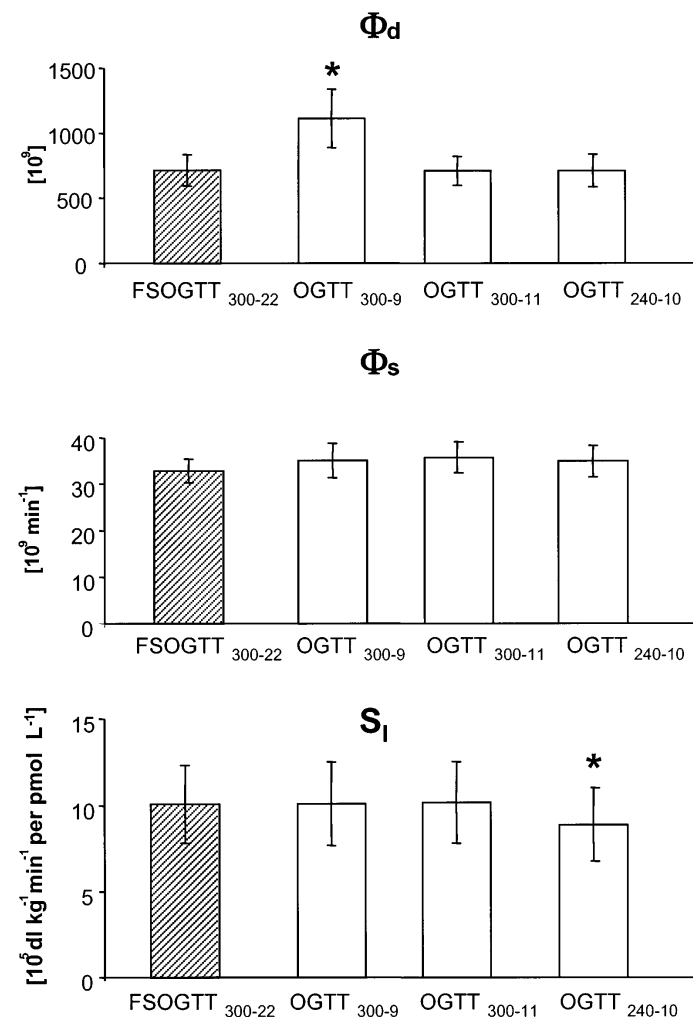 Φd
*
1500
1000
500
0
[10⁹]
FSOGTT 300-22 OGTT 300-9 OGTT 300-11 OGTT 240-10
Φs
40
30
20
10
0
[10⁹ min⁻¹]
FSOGTT 300-22 OGTT 300-9 OGTT 300-11 OGTT 240-10
SI
*
15
10
5
0
[10⁵ dl kg⁻¹ min⁻¹ per pmol L⁻¹]
FSOGTT 300-22 OGTT 300-9 OGTT 300-11 OGTT 240-10